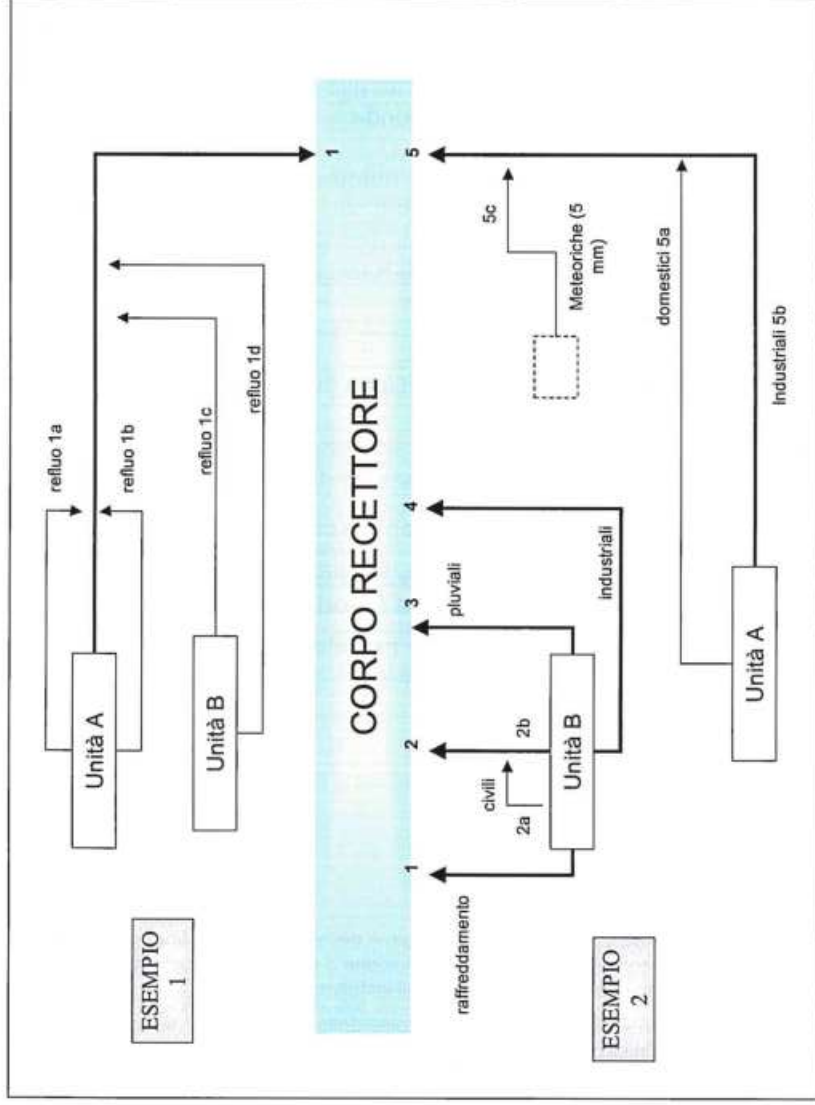 ESEMPIO
1
Unità A
refluo 1a
refluo 1b
Unità B
refluo 1c
refluo 1d
1
CORPO RECETTORE
1
2
3
4
5
raffreddamento
civili
2a
2b
pluviali
industriali
Unità B
5c
Meteoriche (5
mm)
domestici 5a
Industriali 5b
Unità A
ESEMPIO
2